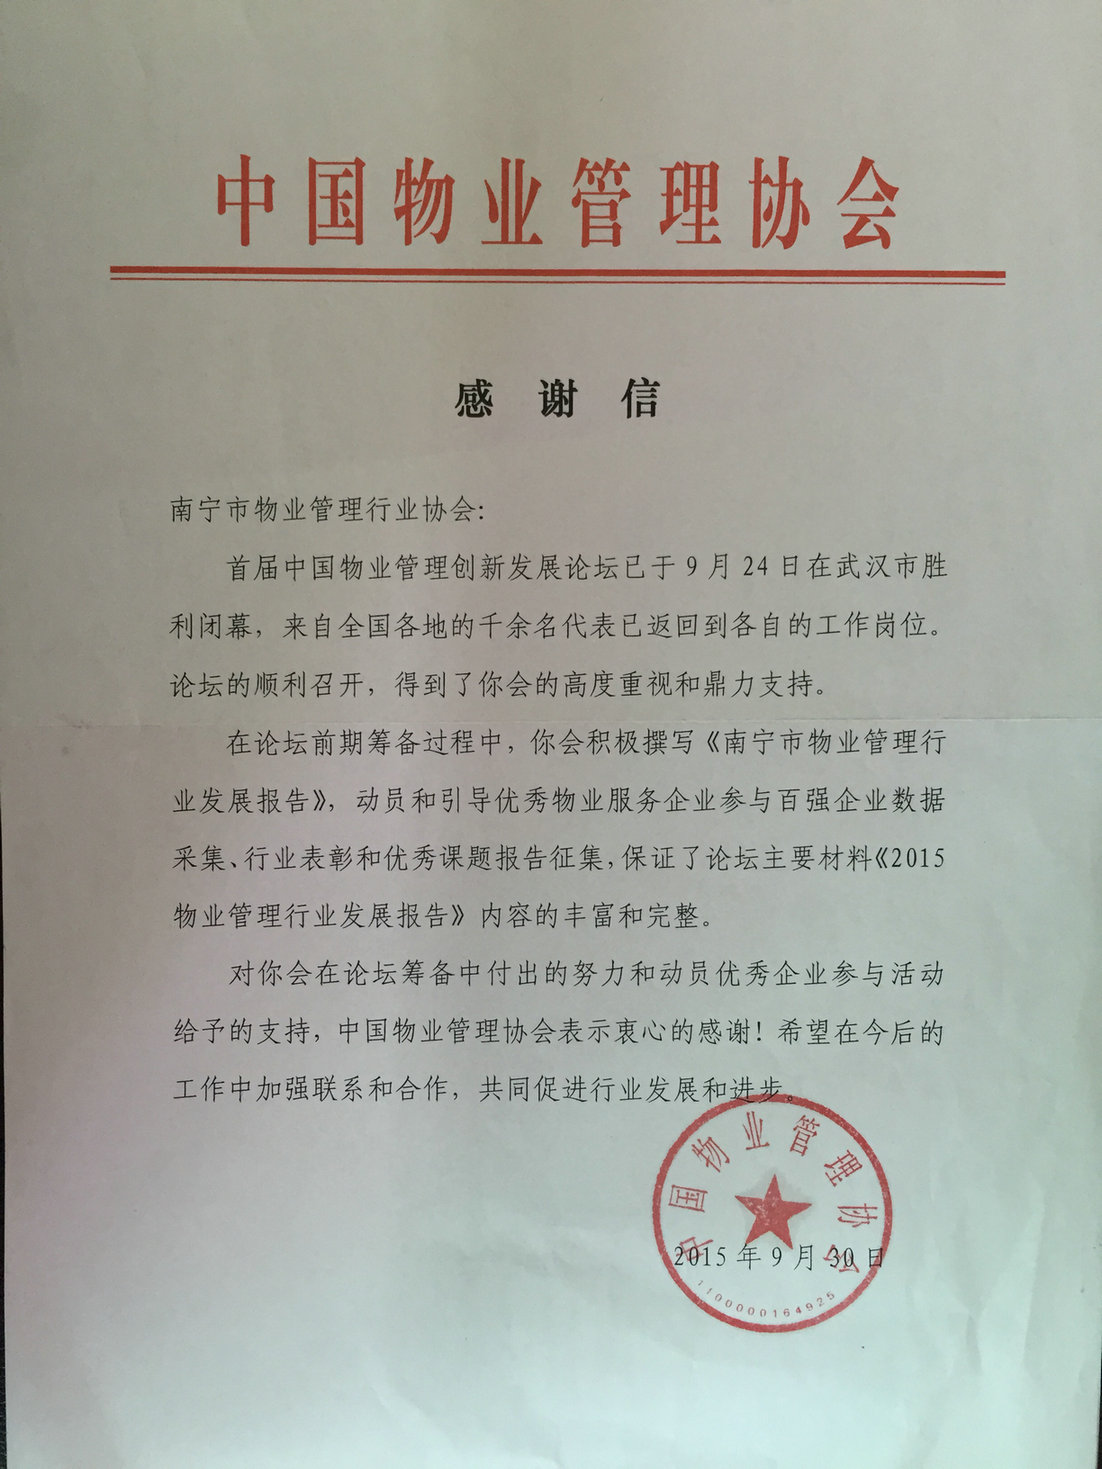 中国物业管理协会
感谢信
南宁市物业管理行业协会：
首届中国物业管理创新发展论坛已于9月24日在武汉市胜
利闭幕，来自全国各地的千余名代表已返回到各自的工作岗位。
论坛的顺利召开，得到了你会的高度重视和鼎力支持。
在论坛前期筹备过程中，你会积极撰写《南宁市物业管理行
业发展报告》，动员和引导优秀物业服务企业参与百强企业数据
采集、行业表彰和优秀课题报告征集，保证了论坛主要材料《2015
物业管理行业发展报告》内容的丰富和完整。
对你会在论坛筹备中付出的努力和动员优秀企业参与活动
给予的支持，中国物业管理协会表示衷心的感谢！希望在今后的
工作中加强联系和合作，共同促进行业发展和进步。
中国物业管理协会
2015年9月30日
1100000164925